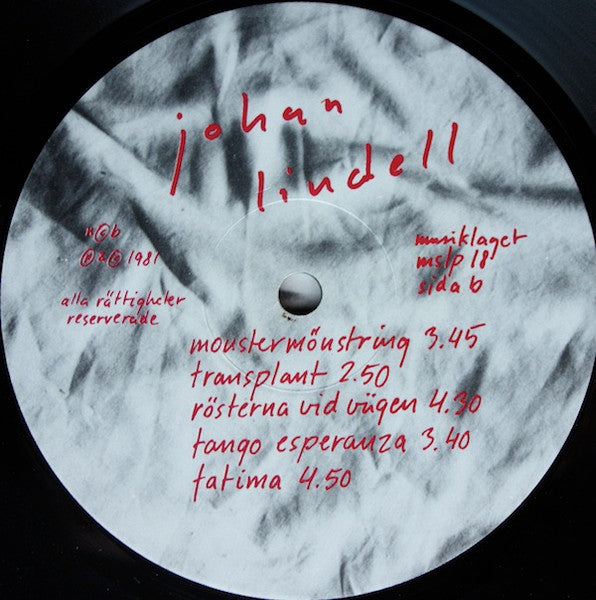 johan
lindell
n©b
℗&© 1981
alla rättigheter
reserverade
musiklaget
mslp 18
sida b
monstermönstring 3.45
transplant 2.50
rösterna vid vägen 4.30
tango esperanza 3.40
fatima 4.50